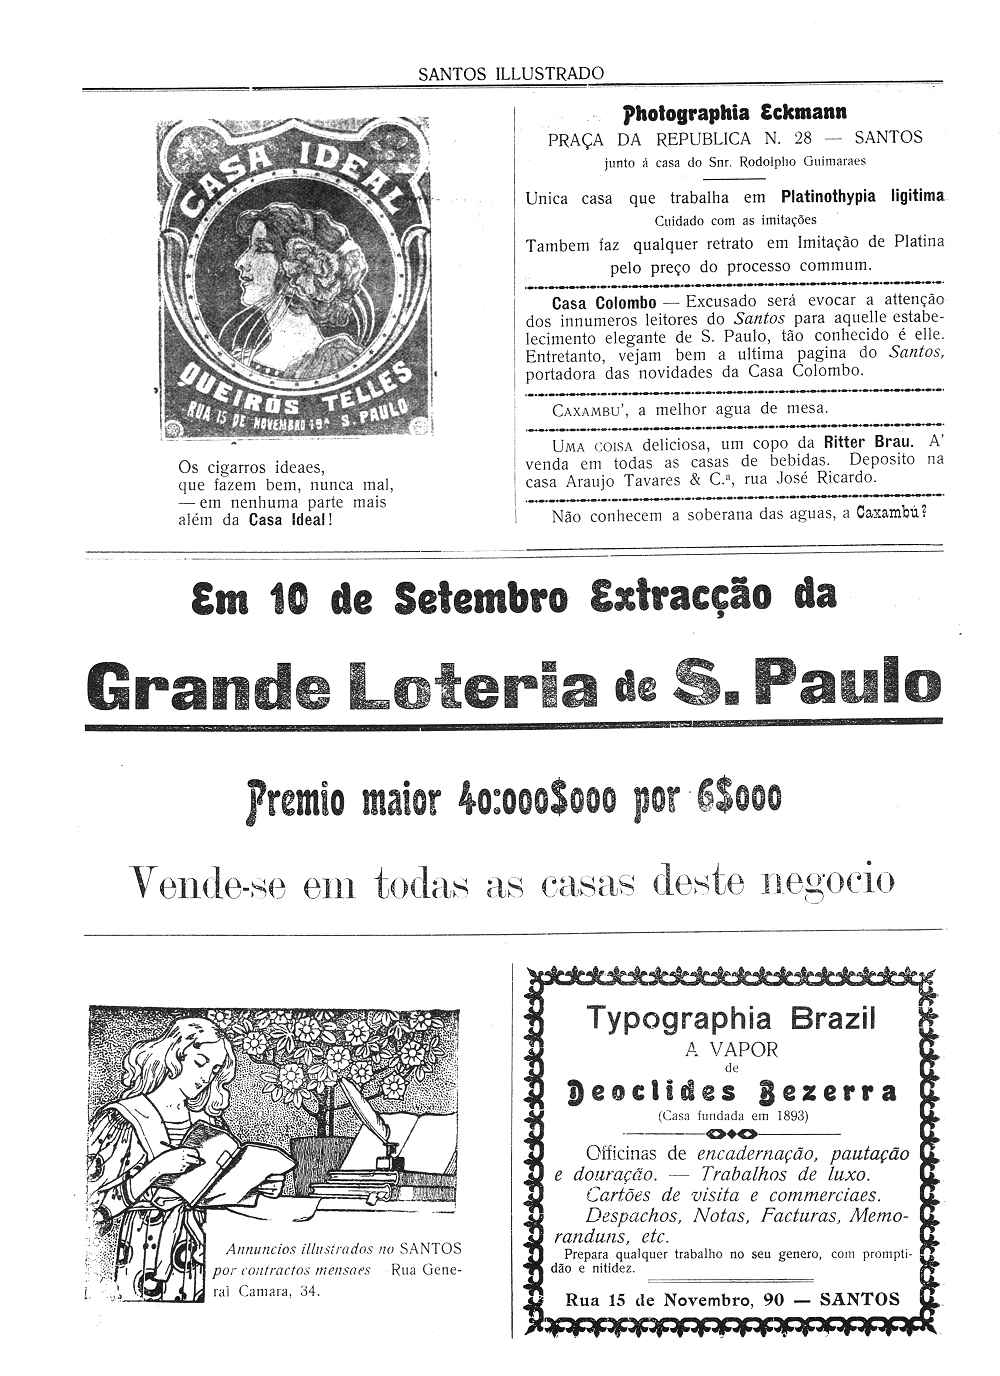 SANTOS ILLUSTRADO
CASA IDEAL
QUEIRÓS TELLES
RUA 15 DE NOVEMBRO 19ᴬ S. PAULO
Os cigarros ideaes,
que fazem bem, nunca mal,
— em nenhuma parte mais
além da Casa Ideal!
Photographia Eckmann
PRAÇA DA REPUBLICA N. 28 — SANTOS
junto á casa do Snr. Rodolpho Guimaraes
Unica casa que trabalha em Platinothypia ligitima
Cuidado com as imitações
Tambem faz qualquer retrato em Imitação de Platina
pelo preço do processo commum.
Casa Colombo — Excusado será evocar a attenção
dos innumeros leitores do Santos para aquelle estabe-
lecimento elegante de S. Paulo, tão conhecido é elle.
Entretanto, vejam bem a ultima pagina do Santos,
portadora das novidades da Casa Colombo.
CAXAMBU', a melhor agua de mesa.
UMA COISA deliciosa, um copo da Ritter Brau. A'
venda em todas as casas de bebidas. Deposito na
casa Araujo Tavares & C.ª, rua José Ricardo.
Não conhecem a soberana das aguas, a Caxambú?
Em 10 de Setembro Extracção da
Grande Loteria de S. Paulo
Premio maior 40:000$000 por 6$000
Vende-se em todas as casas deste negocio
Annuncios illustrados no SANTOS
por contractos mensaes Rua Gene-
ral Camara, 34.
Typographia Brazil
A VAPOR
de
Deoclides Bezerra
(Casa fundada em 1893)
Officinas de encadernação, pautação
e douração. — Trabalhos de luxo.
Cartões de visita e commerciaes.
Despachos, Notas, Facturas, Memo-
randuns, etc.
Prepara qualquer trabalho no seu genero, com prompti-
dão e nitidez.
Rua 15 de Novembro, 90 — SANTOS